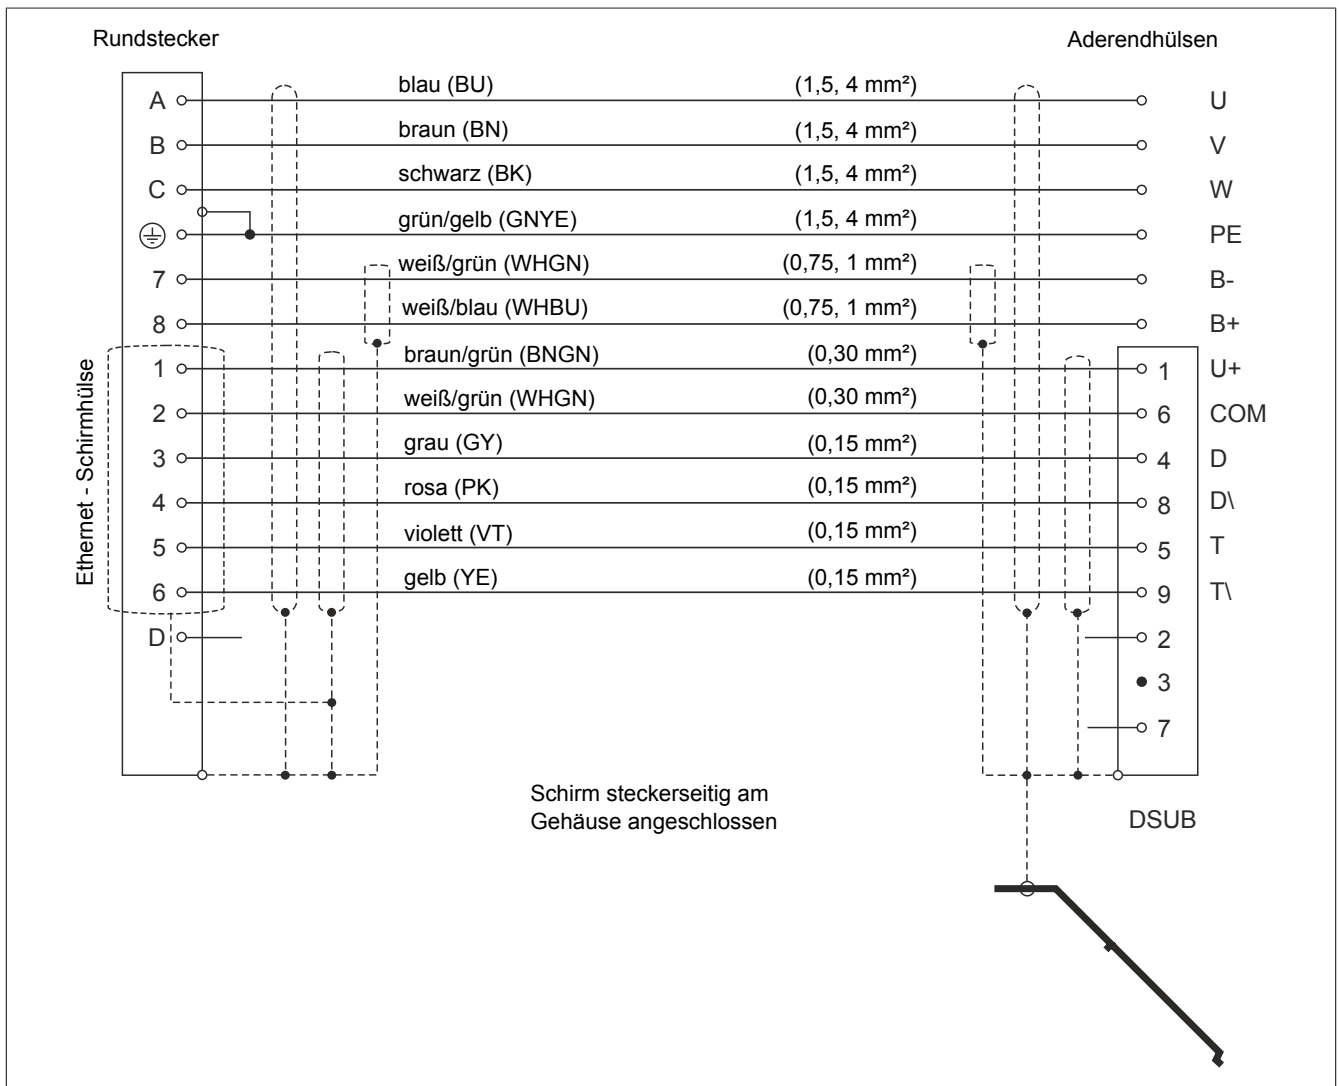 Rundstecker
Aderendhülsen
A blau (BU) (1,5, 4 mm²) U
B braun (BN) (1,5, 4 mm²) V
C schwarz (BK) (1,5, 4 mm²) W
grün/gelb (GNYE) (1,5, 4 mm²) PE
7 weiß/grün (WHGN) (0,75, 1 mm²) B-
8 weiß/blau (WHBU) (0,75, 1 mm²) B+
Ethernet - Schirmhülse
1 braun/grün (BNGN) (0,30 mm²) 1 U+
2 weiß/grün (WHGN) (0,30 mm²) 6 COM
3 grau (GY) (0,15 mm²) 4 D
4 rosa (PK) (0,15 mm²) 8 D\
5 violett (VT) (0,15 mm²) 5 T
6 gelb (YE) (0,15 mm²) 9 T\
D 2
3
7
Schirm steckerseitig am
Gehäuse angeschlossen
DSUB